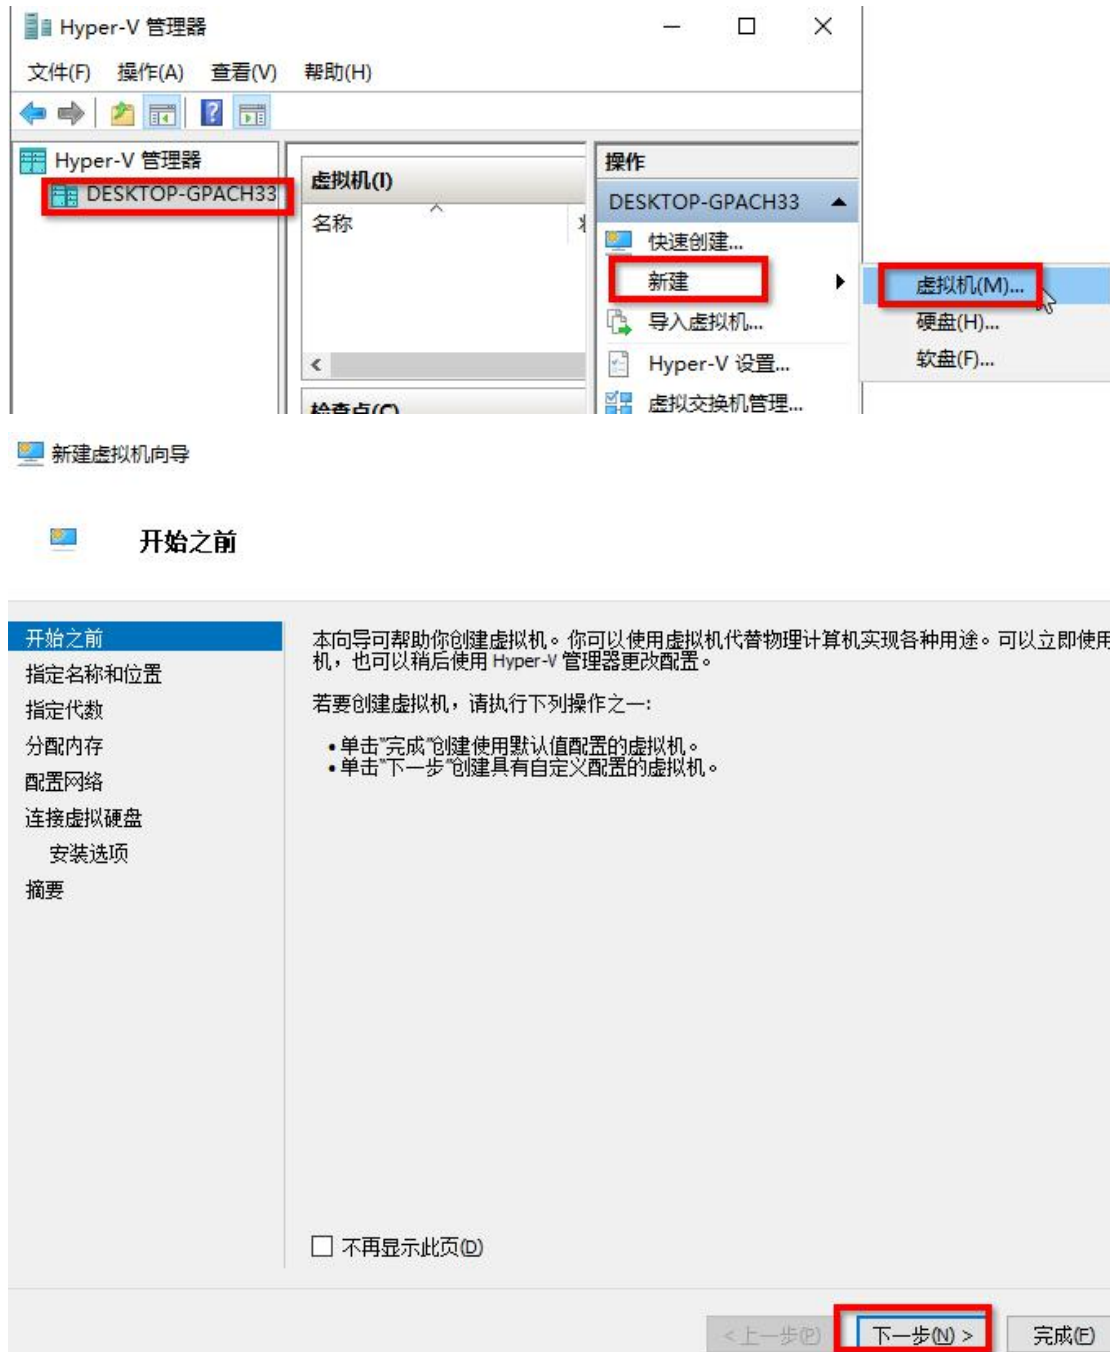 Hyper-V 管理器
文件(F) 操作(A) 查看(V) 帮助(H)
Hyper-V 管理器
DESKTOP-GPACH33
虚拟机(I)
名称
操作
DESKTOP-GPACH33
快速创建...
新建
导入虚拟机...
Hyper-V 设置...
虚拟交换机管理...
虚拟机(M)...
硬盘(H)...
软盘(F)...
检查点(C)
新建虚拟机向导
开始之前
开始之前
指定名称和位置
指定代数
分配内存
配置网络
连接虚拟硬盘
安装选项
摘要
本向导可帮助你创建虚拟机。你可以使用虚拟机代替物理计算机实现各种用途。可以立即使用
机，也可以稍后使用 Hyper-V 管理器更改配置。
若要创建虚拟机，请执行下列操作之一:
•单击"完成"创建使用默认值配置的虚拟机。
•单击"下一步"创建具有自定义配置的虚拟机。
不再显示此页(D)
<上一步(P)
下一步(N) >
完成(F)